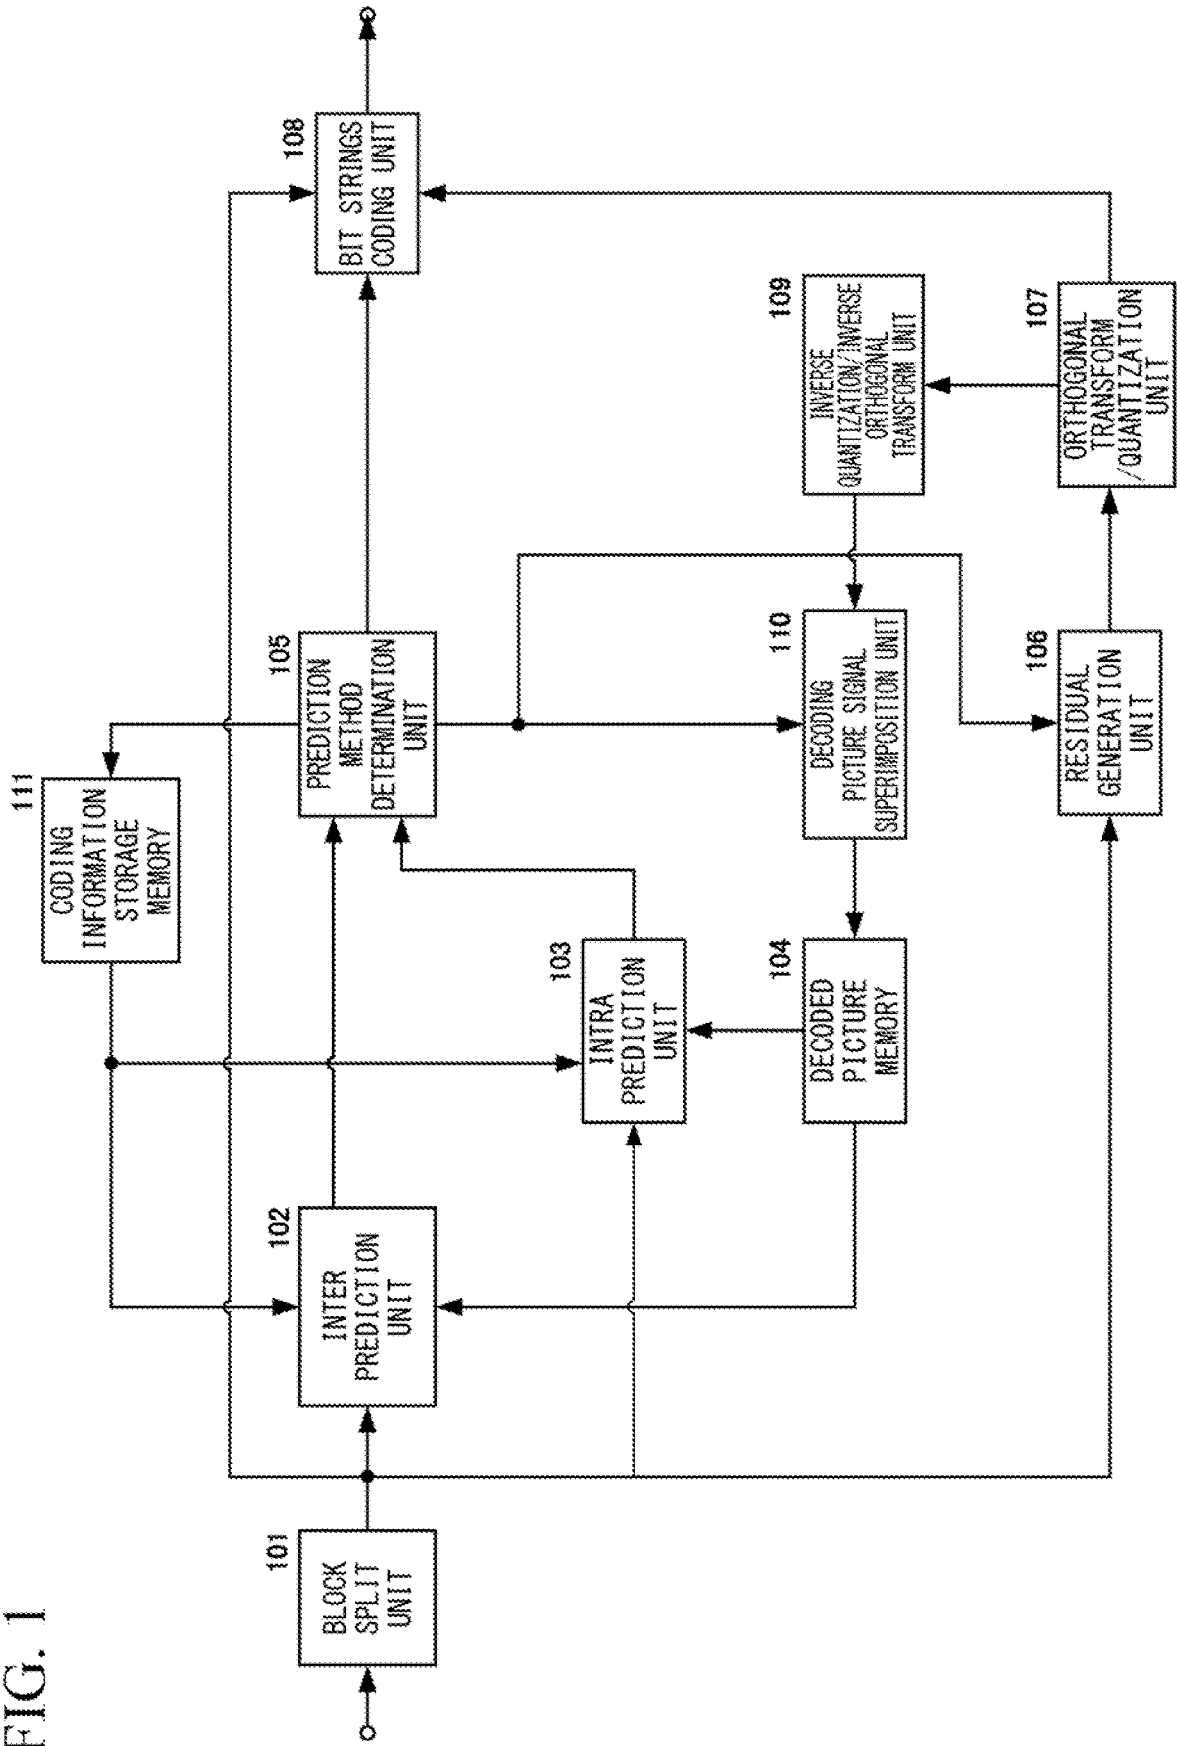 FIG. 1
101
BLOCK
SPLIT
UNIT
102
INTER
PREDICTION
UNIT
111
CODING
INFORMATION
STORAGE
MEMORY
103
INTRA
PREDICTION
UNIT
104
DECODED
PICTURE
MEMORY
105
PREDICTION
METHOD
DETERMINATION
UNIT
110
DECODING
PICTURE SIGNAL
SUPERIMPOSITION UNIT
106
RESIDUAL
GENERATION
UNIT
109
INVERSE
QUANTIZATION/INVERSE
ORTHOGONAL
TRANSFORM UNIT
107
ORTHOGONAL
TRANSFORM
/QUANTIZATION
UNIT
108
BIT STRINGS
CODING UNIT